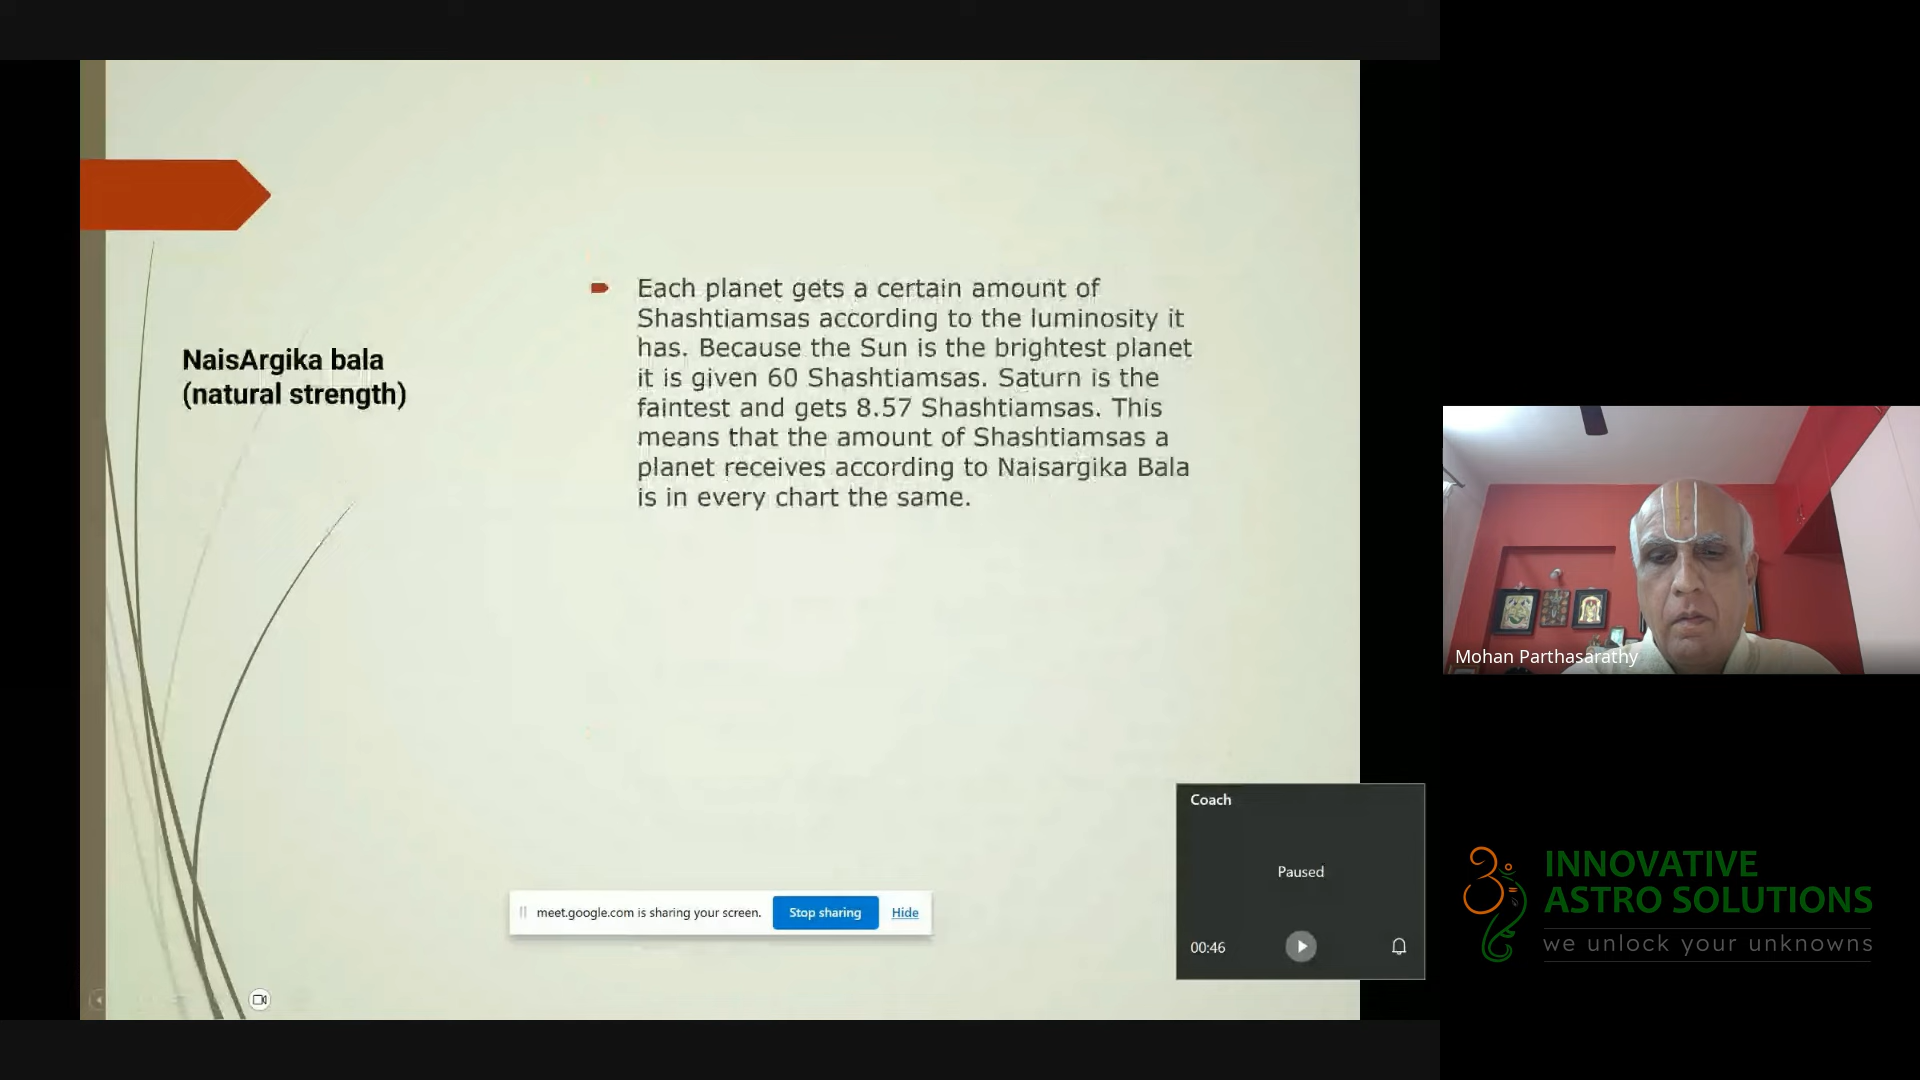 NaisArgika bala
(natural strength)
Each planet gets a certain amount of
Shashtiamsas according to the luminosity it
has. Because the Sun is the brightest planet
it is given 60 Shashtiamsas. Saturn is the
faintest and gets 8.57 Shashtiamsas. This
means that the amount of Shashtiamsas a
planet receives according to Naisargika Bala
is in every chart the same.
meet.google.com is sharing your screen.
Stop sharing
Hide
Coach
Paused
00:46
Mohan Parthasarathy
INNOVATIVE
ASTRO SOLUTIONS
we unlock your unknowns